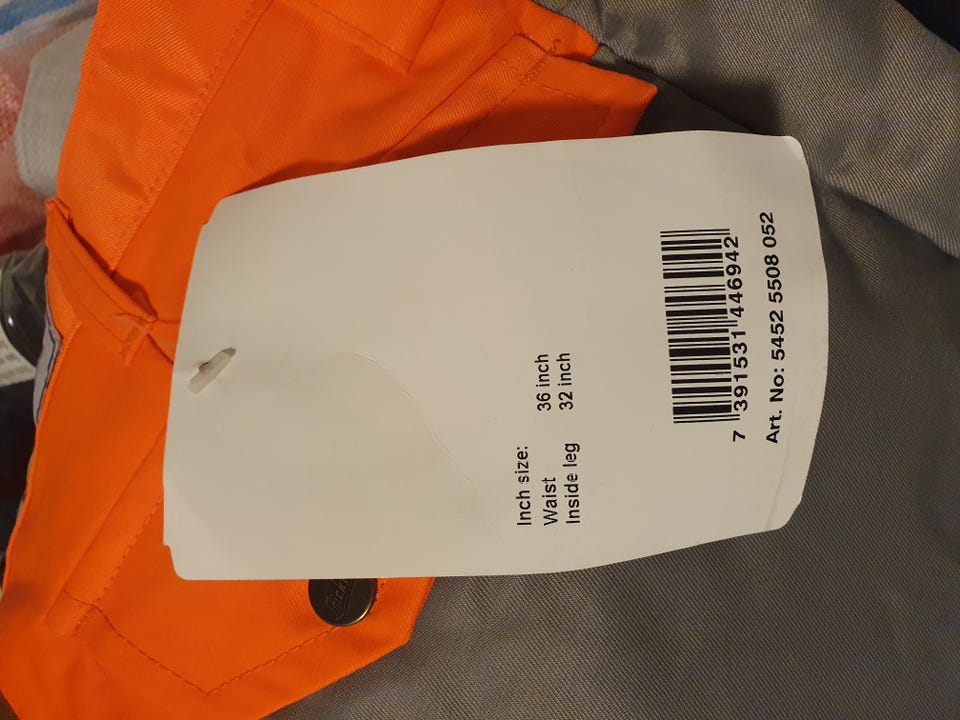 Inch size:
Waist 36 inch
Inside leg 32 inch
7 391531 446942
Art. No: 5452 5508 052